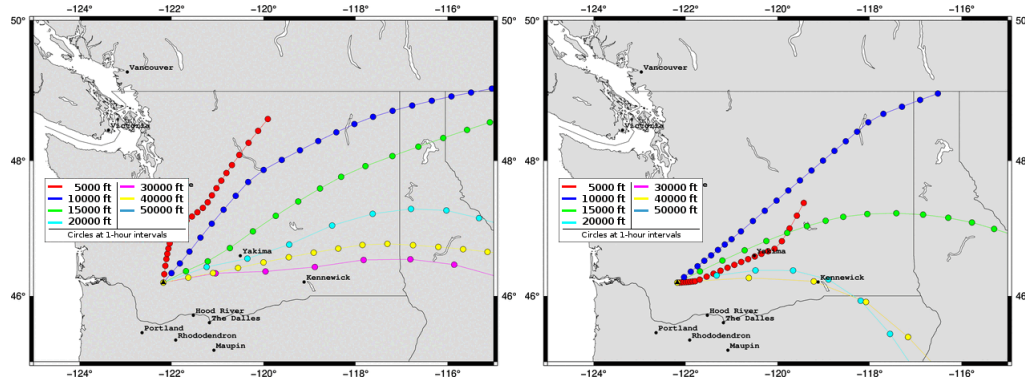 −124° −122° −120° −118° −116°
50° 50°
Vancouver
Victoria
48° 48°
5000 ft 30000 ft
10000 ft 40000 ft
15000 ft 50000 ft
20000 ft
Circles at 1-hour intervals
Yakima
Kennewick
46° 46°
Hood River
The Dalles
Portland
Rhododendron
Maupin
−124° −122° −120° −118° −116°
−124° −122° −120° −118° −116°
50° 50°
Vancouver
Victoria
48° 48°
5000 ft 30000 ft
10000 ft 40000 ft
15000 ft 50000 ft
20000 ft
Circles at 1-hour intervals
Yakima
Kennewick
46° 46°
Hood River
The Dalles
Portland
Rhododendron
Maupin
−124° −122° −120° −118° −116°